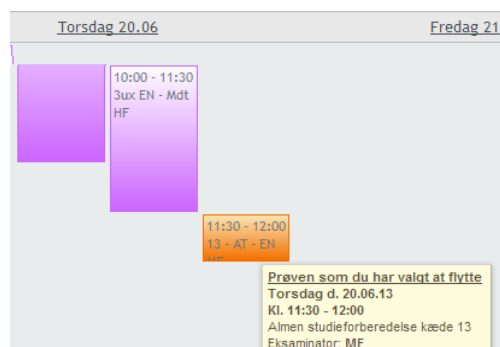 Torsdag 20.06
Fredag 21
10:00 - 11:30
3ux EN - Mdt
HF
11:30 - 12:00
13 - AT - EN
Prøven som du har valgt at flytte
Torsdag d. 20.06.13
Kl. 11:30 - 12:00
Almen studieforberedelse kæde 13
Eksaminator: MF